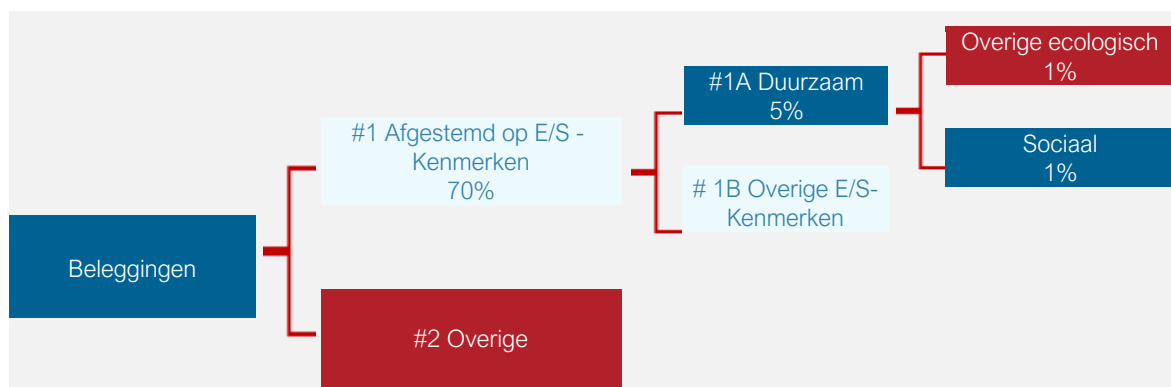 Beleggingen
#1 Afgestemd op E/S -
Kenmerken
70%
#2 Overige
#1A Duurzaam
5%
# 1B Overige E/S-
Kenmerken
Overige ecologisch
1%
Sociaal
1%